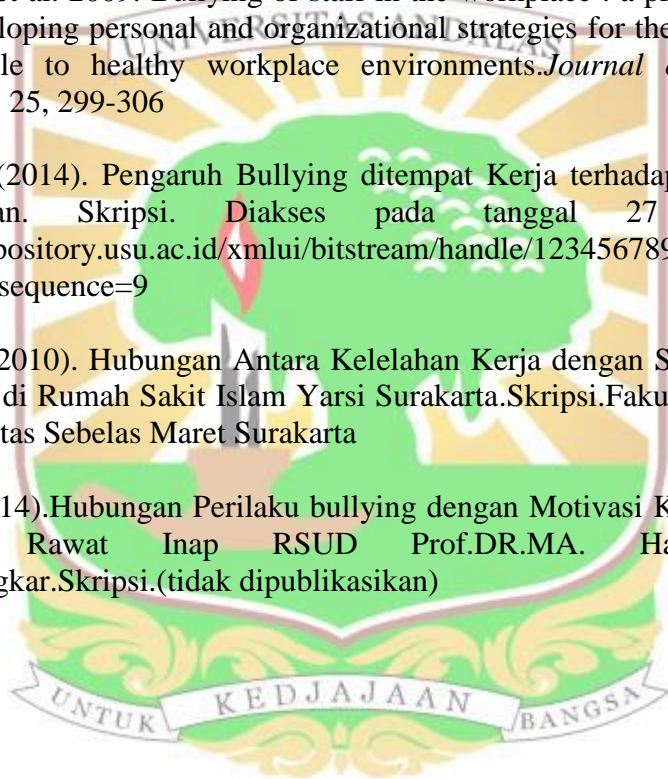 et al. 2009. Bullying of staff in the workplace : a p
loping personal and organizational strategies for the
le to healthy workplace environments.Journal
25, 299-306
(2014). Pengaruh Bullying ditempat Kerja terhadap
an. Skripsi. Diakses pada tanggal 27
pository.usu.ac.id/xmlui/bitstream/handle/123456789
sequence=9
2010). Hubungan Antara Kelelahan Kerja dengan S
di Rumah Sakit Islam Yarsi Surakarta.Skripsi.Faku
tas Sebelas Maret Surakarta
14).Hubungan Perilaku bullying dengan Motivasi K
Rawat Inap RSUD Prof.DR.MA. Ha
gkar.Skripsi.(tidak dipublikasikan)
UNIVERSITAS ANDALAS
UNTUK KEDJAJAAN BANGSA